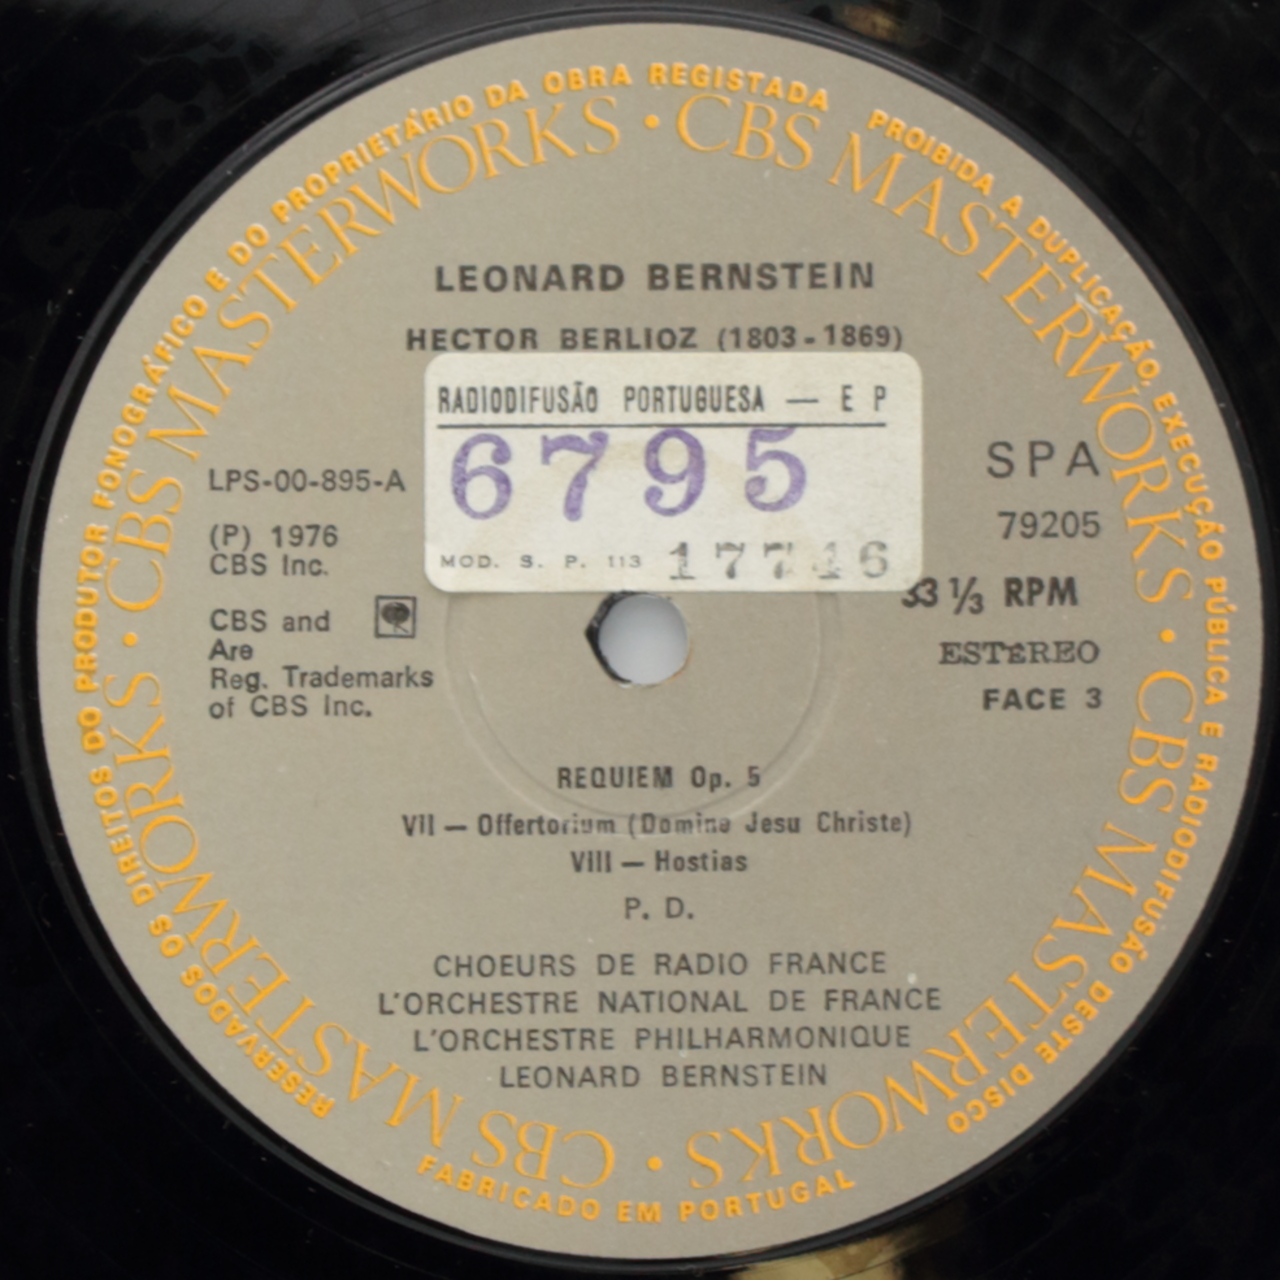 RESERVADOS OS DIREITOS DO PRODUTOR FONOGRÁFICO E DO PROPRIETÁRIO DA OBRA REGISTADA PROIBIDA A DUPLICAÇÃO, EXECUÇÃO PÚBLICA E RADIODIFUSÃO DESTE DISCO
CBS MASTERWORKS • CBS MASTERWORKS • CBS MASTERWORKS • CBS MASTERWORKS •
LEONARD BERNSTEIN
HECTOR BERLIOZ (1803-1869)
RADIODIFUSÃO PORTUGUESA — E P
6795
MOD. S. P. 113 17746
LPS-00-895-A
(P) 1976
CBS Inc.
CBS and
Are
Reg. Trademarks
of CBS Inc.
SPA
79205
33 ⅓ RPM
ESTÉREO
FACE 3
REQUIEM Op. 5
VII — Offertorium (Domine Jesu Christe)
VIII — Hostias
P. D.
CHOEURS DE RADIO FRANCE
L'ORCHESTRE NATIONAL DE FRANCE
L'ORCHESTRE PHILHARMONIQUE
LEONARD BERNSTEIN
FABRICADO EM PORTUGAL